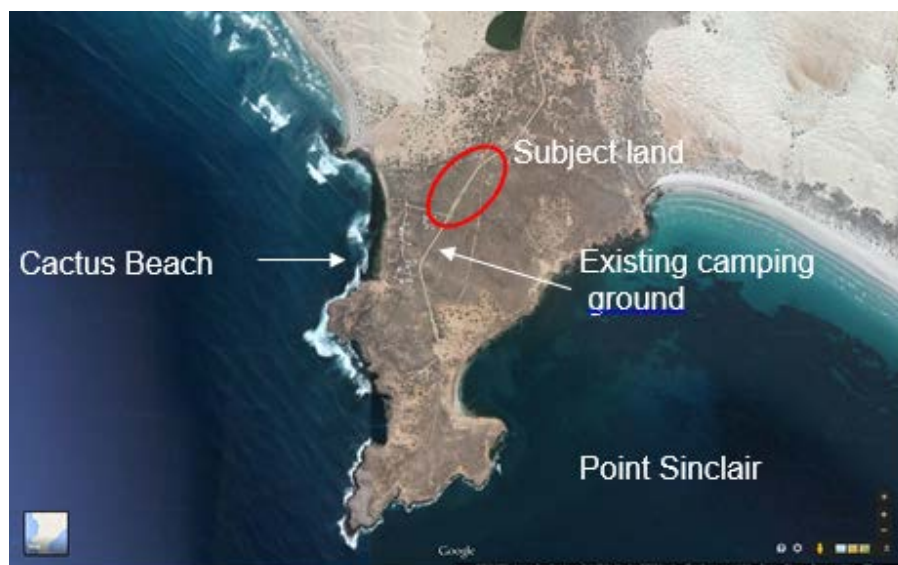 Subject land
Cactus Beach
Existing camping
ground
Point Sinclair
Google